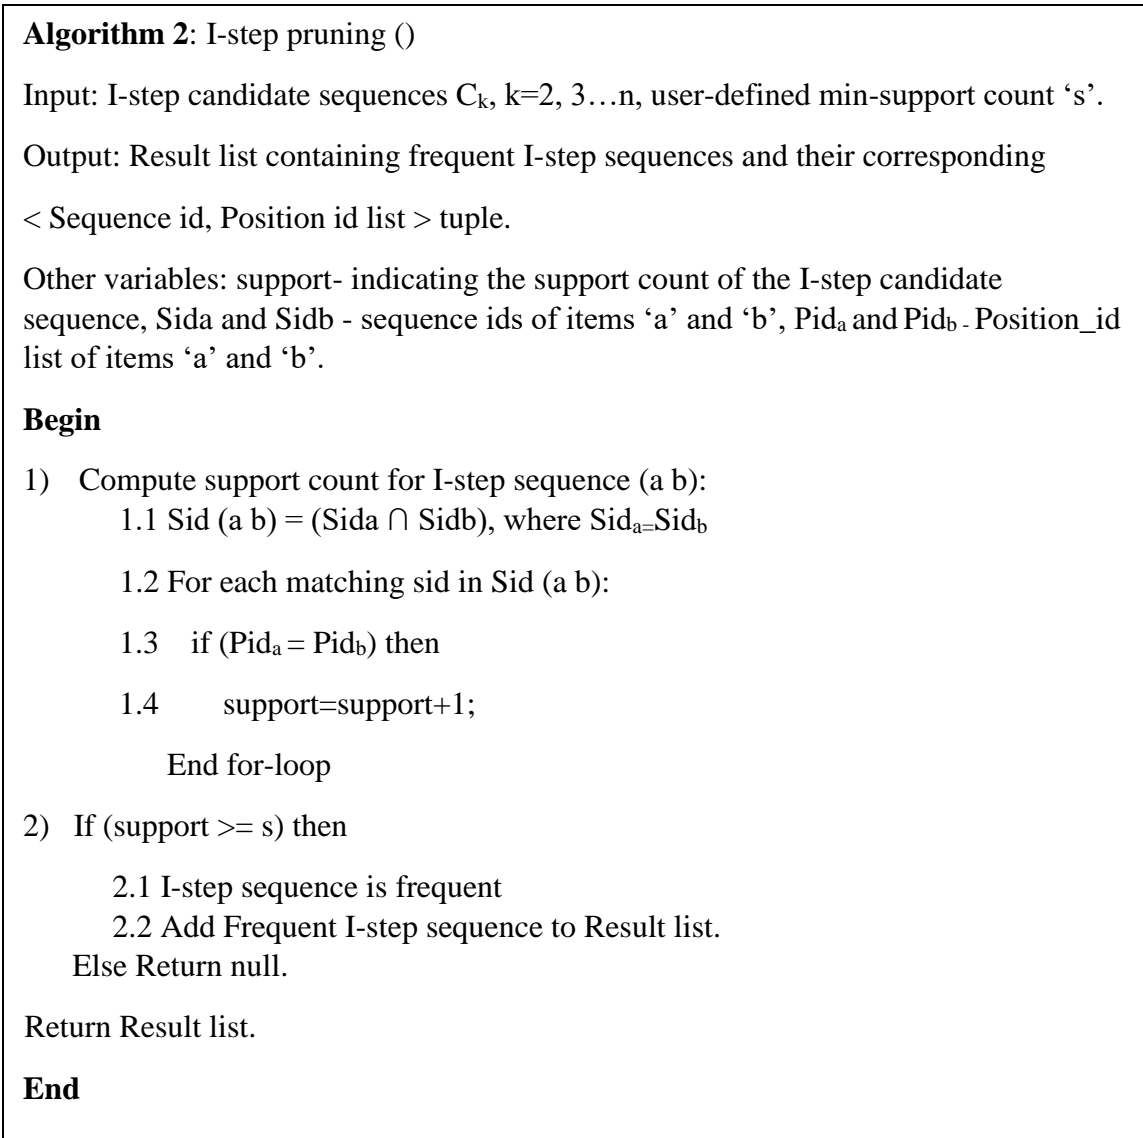 Algorithm 2: I-step pruning ()
Input: I-step candidate sequences Ck, k=2, 3…n, user-defined min-support count ‘s’.
Output: Result list containing frequent I-step sequences and their corresponding
< Sequence id, Position id list > tuple.
Other variables: support- indicating the support count of the I-step candidate
sequence, Sida and Sidb - sequence ids of items ‘a’ and ‘b’, Pida and Pidb - Position_id
list of items ‘a’ and ‘b’.
Begin
1) Compute support count for I-step sequence (a b):
1.1 Sid (a b) = (Sida ∩ Sidb), where Sida=Sidb
1.2 For each matching sid in Sid (a b):
1.3 if (Pida = Pidb) then
1.4 support=support+1;
End for-loop
2) If (support >= s) then
2.1 I-step sequence is frequent
2.2 Add Frequent I-step sequence to Result list.
Else Return null.
Return Result list.
End